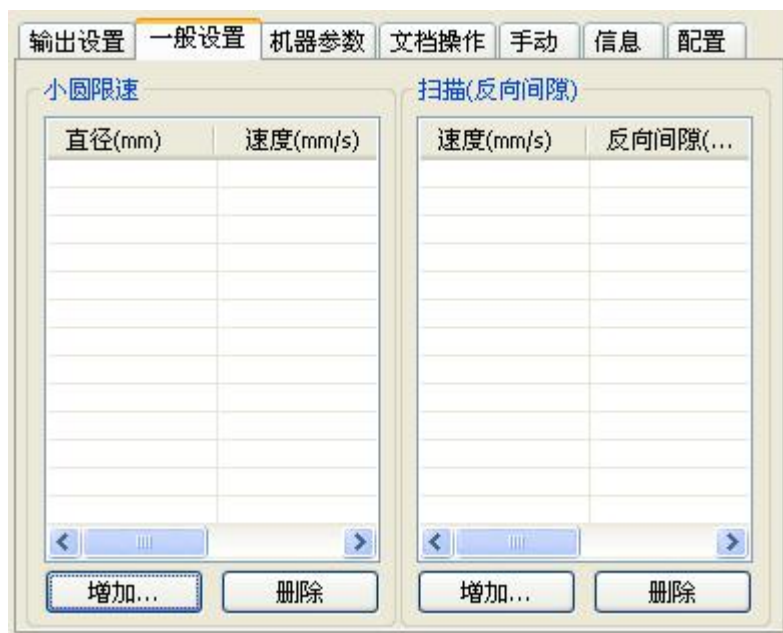 输出设置 一般设置 机器参数 文档操作 手动 信息 配置
小圆限速 扫描(反向间隙)
直径(mm) 速度(mm/s) 速度(mm/s) 反向间隙(...
增加... 删除 增加... 删除